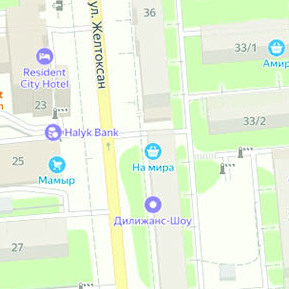 36
ул. Желтоксан
33/1
Амир
Resident
City Hotel
23
33/2
Halyk Bank
25
Мамыр
На мира
Дилижанс-Шоу
27